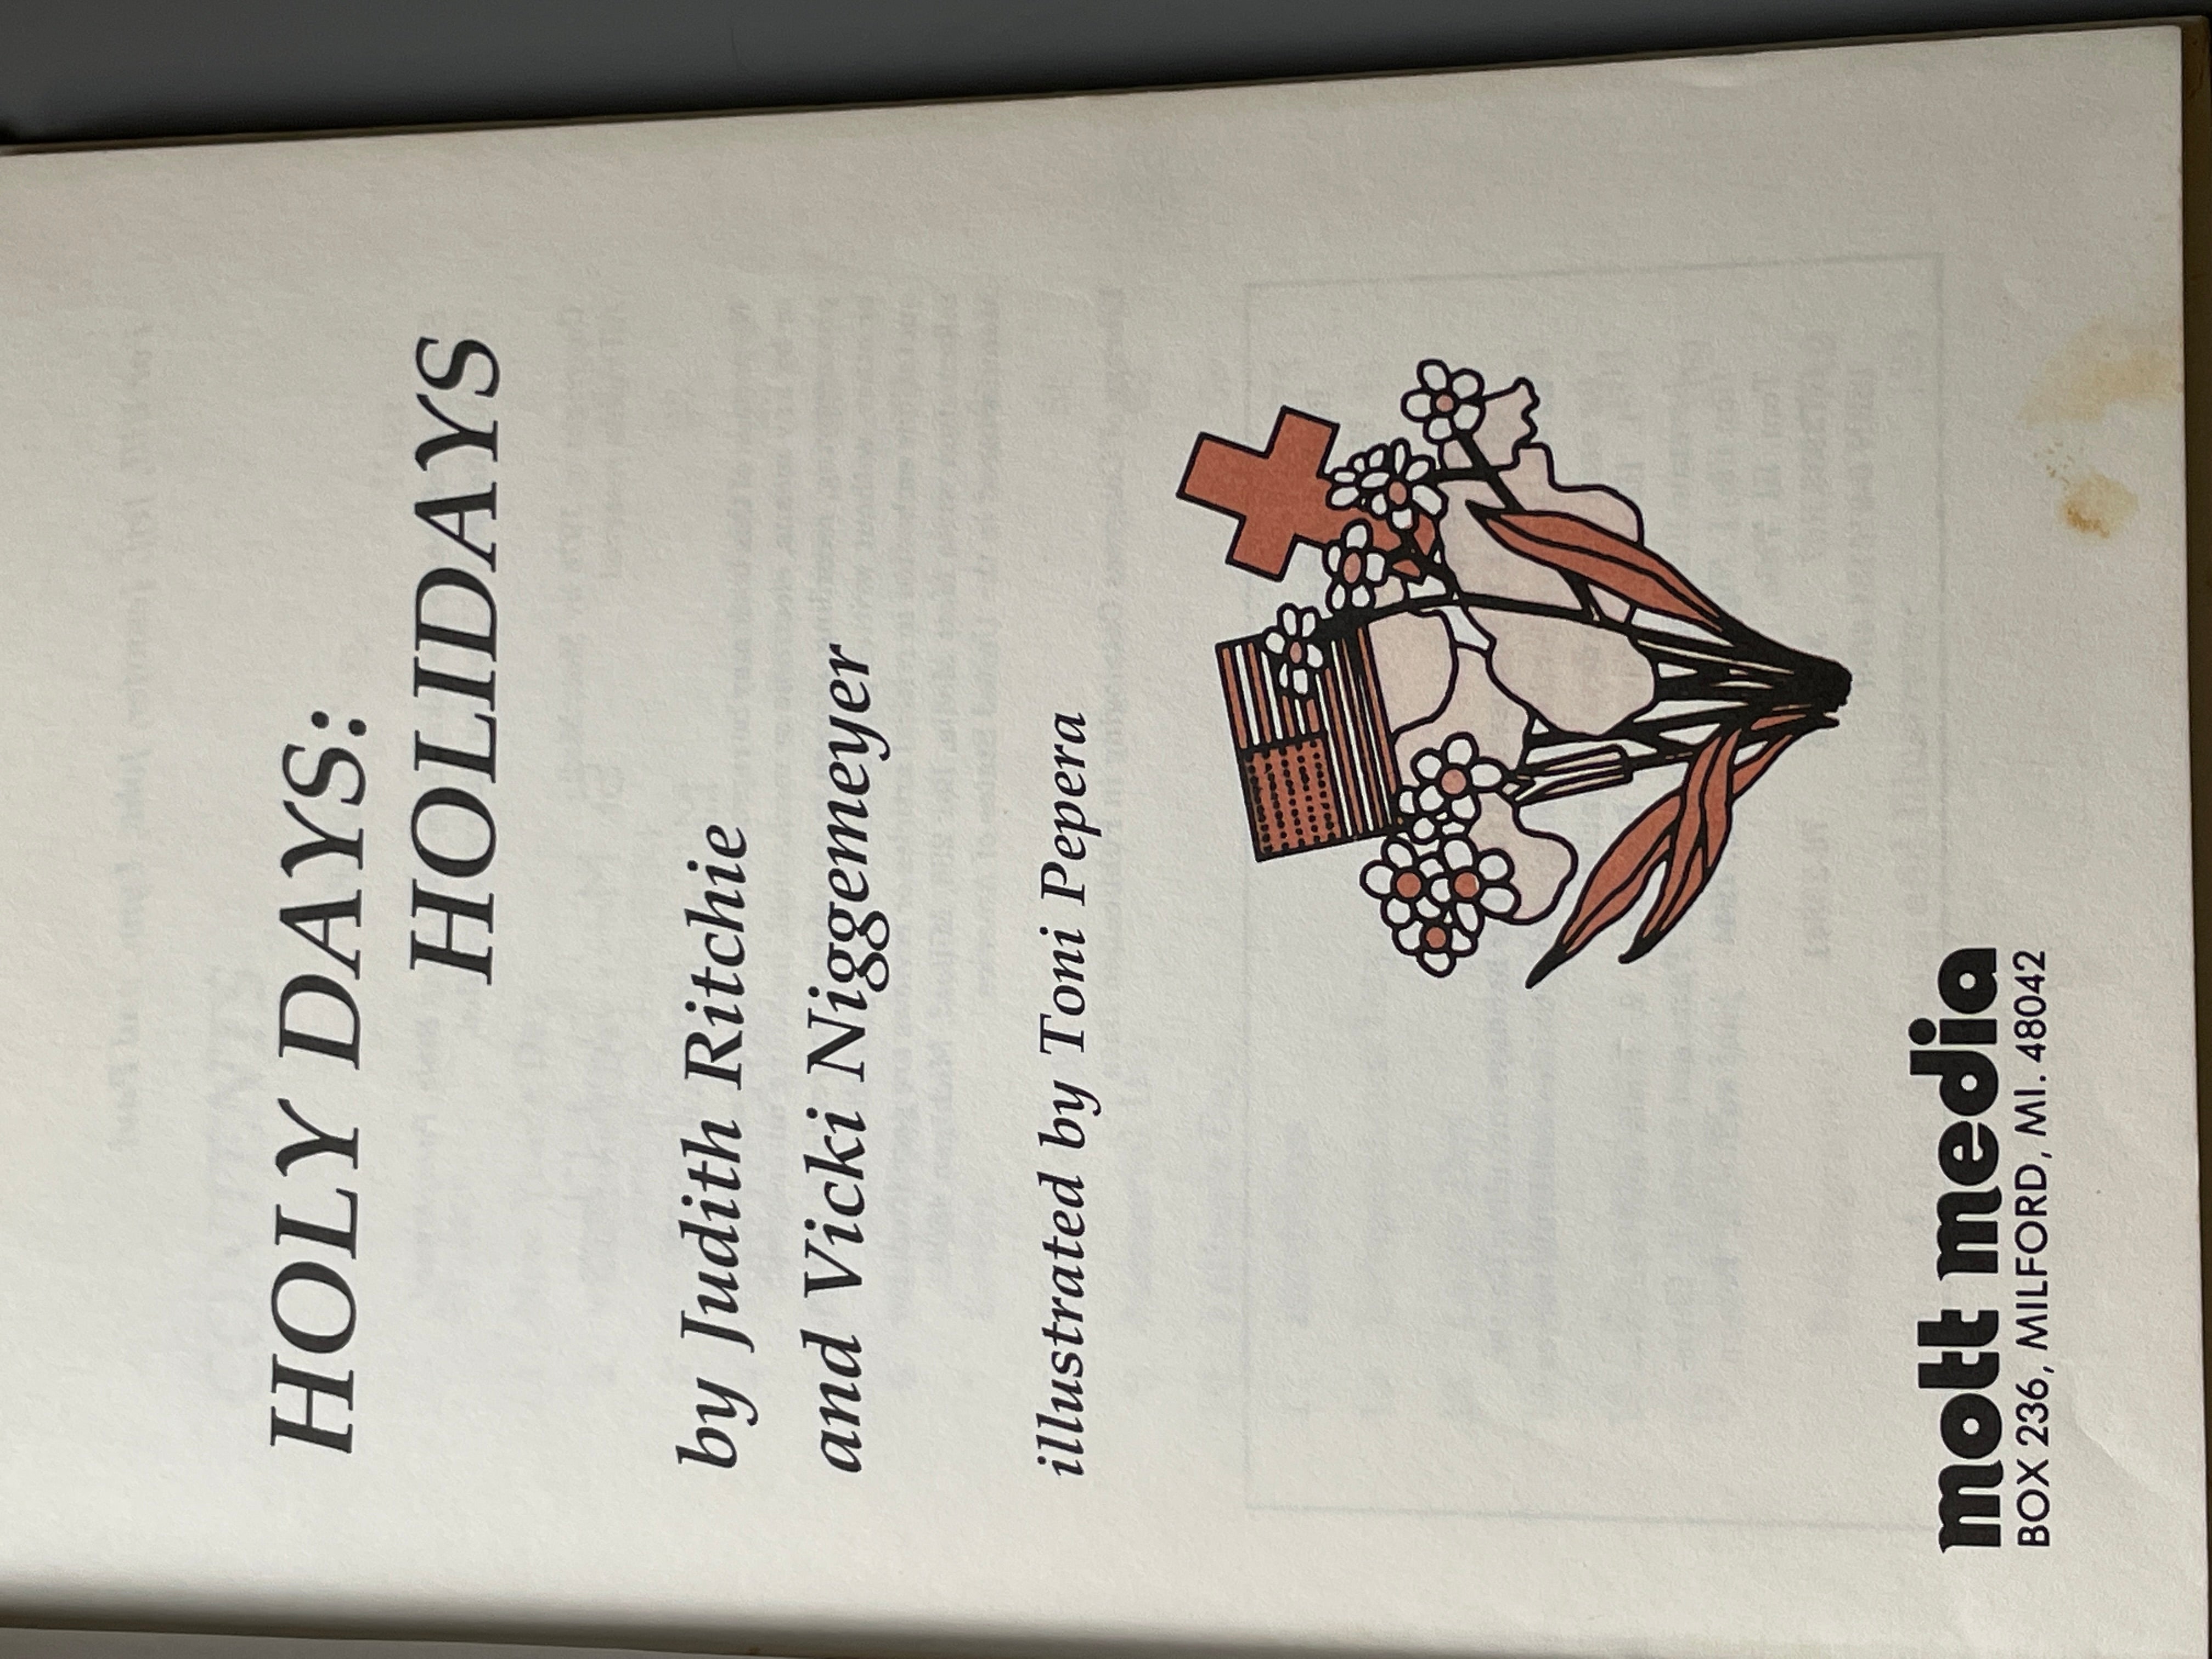 HOLY DAYS:
HOLIDAYS
by Judith Ritchie
and Vicki Niggemeyer
illustrated by Toni Pepera
mott media
BOX 236, MILFORD, MI. 48042